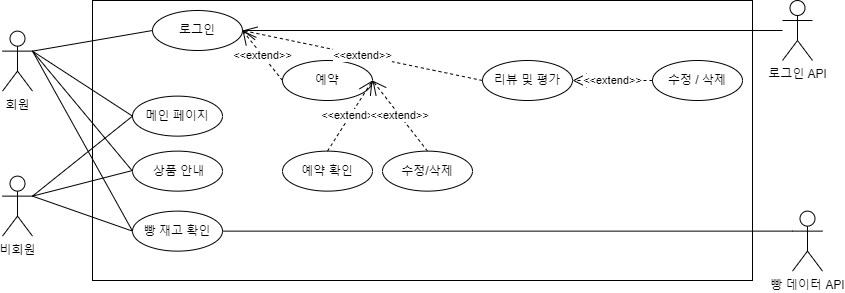 로그인
<<extend>>
<<extend>>
회원
예약
리뷰 및 평가
<<extend>>
수정 / 삭제
로그인 API
메인 페이지
<<extend>>
<<extend>>
상품 안내
예약 확인
수정/삭제
비회원
빵 재고 확인
빵 데이터 API